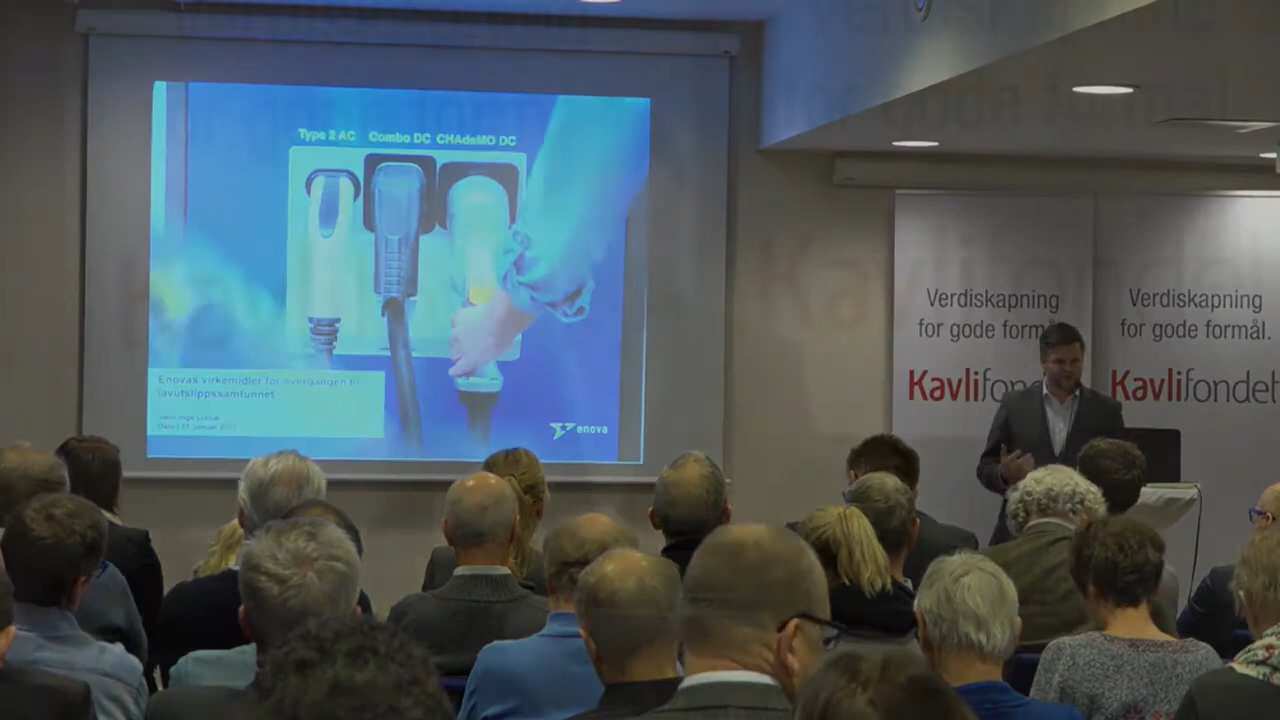 Type 2 AC Combo DC CHAdeMO DC
Enovas virkemidler for overgangen til
lavutslippssamfunnet
enova
Verdiskapning
for gode formål.
Kavlifondet
Verdiskapning
for gode formål.
Kavlifondet